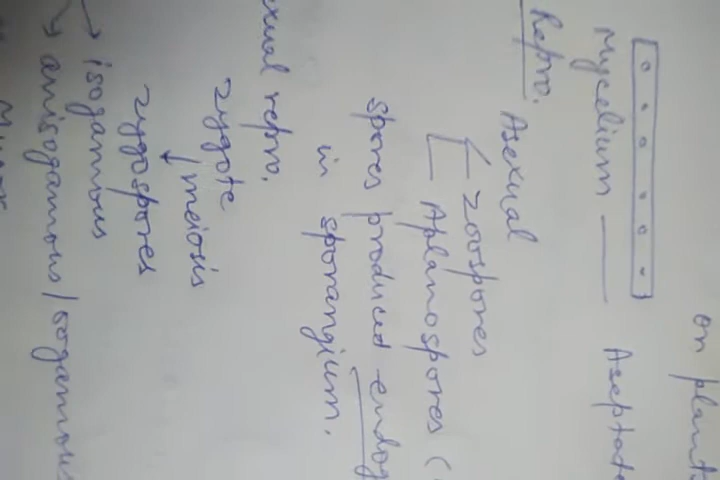 on plants
Mycelium — Aseptate
Repro.
Asexual
Zoospores
Aplanospores (
spores produced endog
in sporangium.
exual repro.
zygote
↓ meiosis
zygospores
→ isogamous
→ anisogamous/oogamous